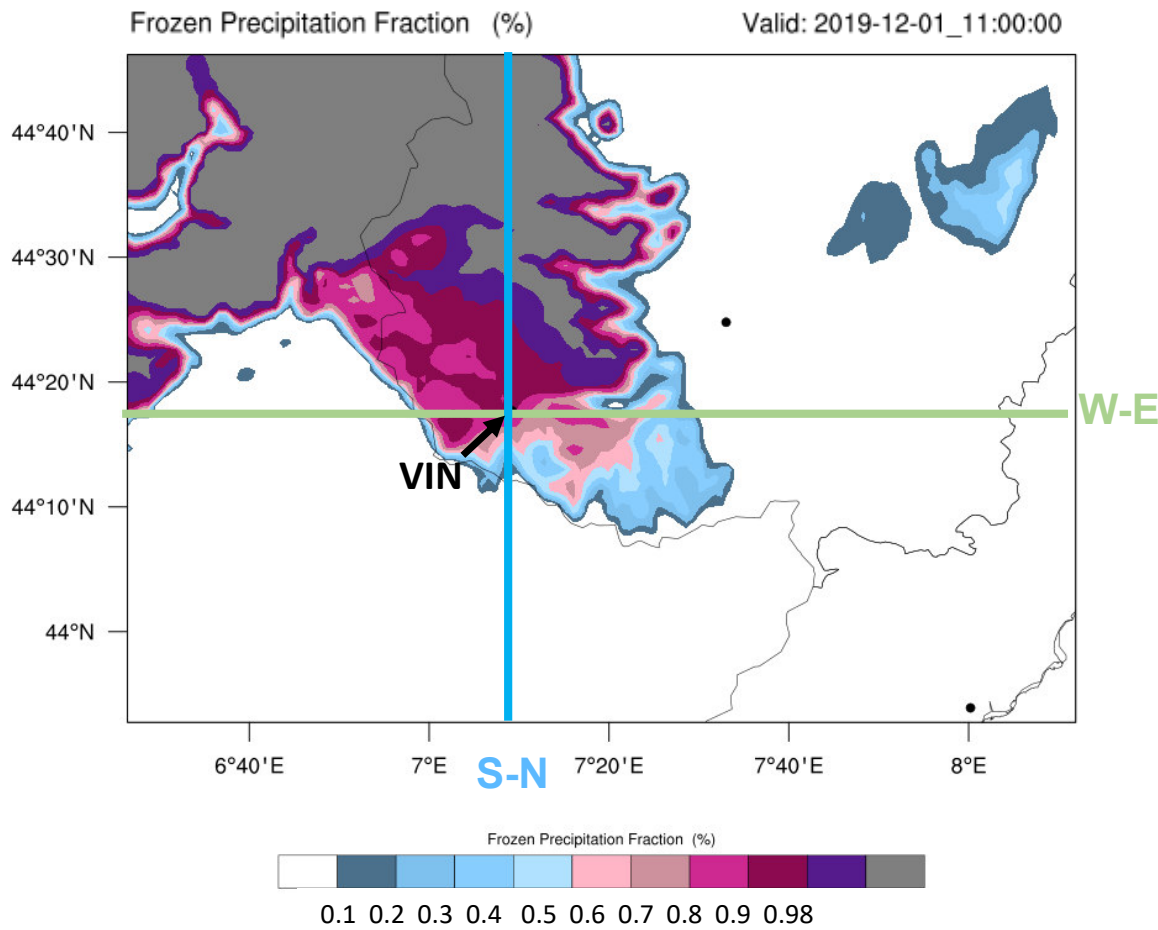 Frozen Precipitation Fraction (%) Valid: 2019-12-01_11:00:00
44°40'N
44°30'N
44°20'N
W-E
VIN
44°10'N
44°N
6°40'E 7°E 7°20'E 7°40'E 8°E
S-N
Frozen Precipitation Fraction (%)
0.1 0.2 0.3 0.4 0.5 0.6 0.7 0.8 0.9 0.98